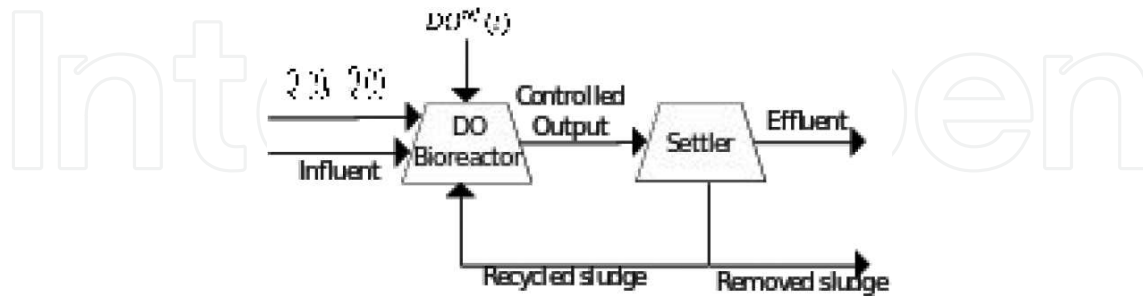 DO
Bioreactor
Influent
Controlled
Output
Settler
Effluent
Recycled sludge
Removed sludge